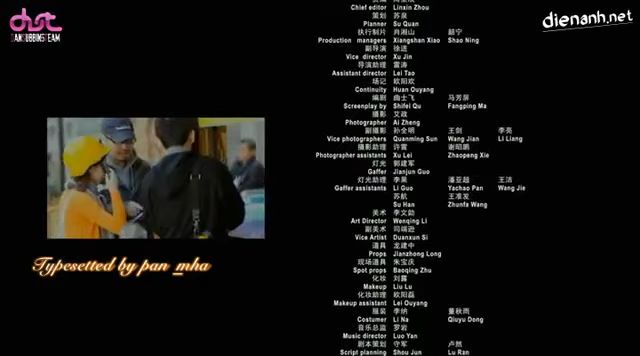 dst
DANSUBBINSTEAM
dienanh.net
Chief editor Linxin Zhou
策划 苏泉
Planner Su Quan
执行制片 肖湘山 邵宁
Production managers Xiangshan Xiao Shao Ning
副导演 徐进
Vice director Xu Jin
导演助理 雷涛
Assistant director Lei Tao
场记 欧阳欢
Continuity Huan Ouyang
编剧 曲士飞 马芳屏
Screenplay by Shifei Qu Fangping Ma
摄影 艾政
Photographer Ai Zheng
副摄影 孙全明 王剑 李亮
Vice photographers Quanming Sun Wang Jian Li Liang
摄影助理 许雷 谢昭鹏
Photographer assistants Xu Lei Zhaopeng Xie
灯光 郭建军
Gaffer Jianjun Guo
灯光助理 李果 潘亚超 王洁
Gaffer assistants Li Guo Yachao Pan Wang Jie
苏航 王准发
Su Han Zhunfa Wang
美术 李文勍
Art Director Wenqing Li
副美术 司端逊
Vice Artist Duanxun Si
道具 龙建中
Props Jianzhong Long
现场道具 朱宝庆
Spot props Baoqing Zhu
化妆 刘露
Makeup Liu Lu
化妆助理 欧阳磊
Makeup assistant Lei Ouyang
服装 李纳 董秋雨
Costumer Li Na Qiuyu Dong
音乐总监 罗岩
Music director Luo Yan
剧本策划 守军 卢然
Script planning Shou Jun Lu Ran
Typesetted by pan_mha